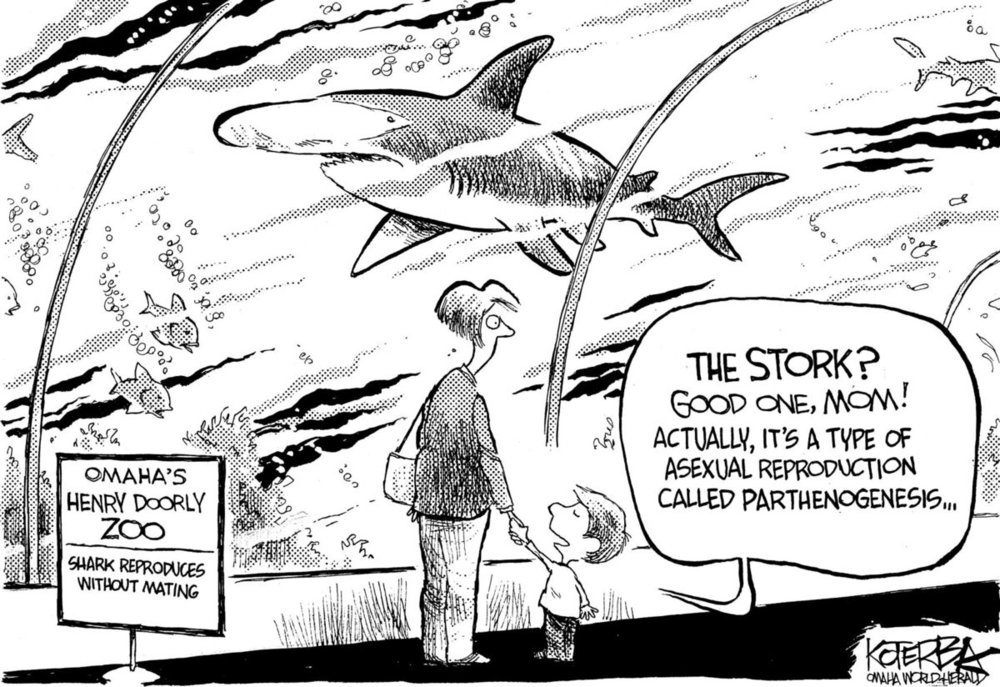 THE STORK?
GOOD ONE, MOM!
ACTUALLY, IT'S A TYPE OF
ASEXUAL REPRODUCTION
CALLED PARTHENOGENESIS...
OMAHA'S
HENRY DOORLY
ZOO
SHARK REPRODUCES
WITHOUT MATING
KOTERBA
OMAHA WORLD-HERALD